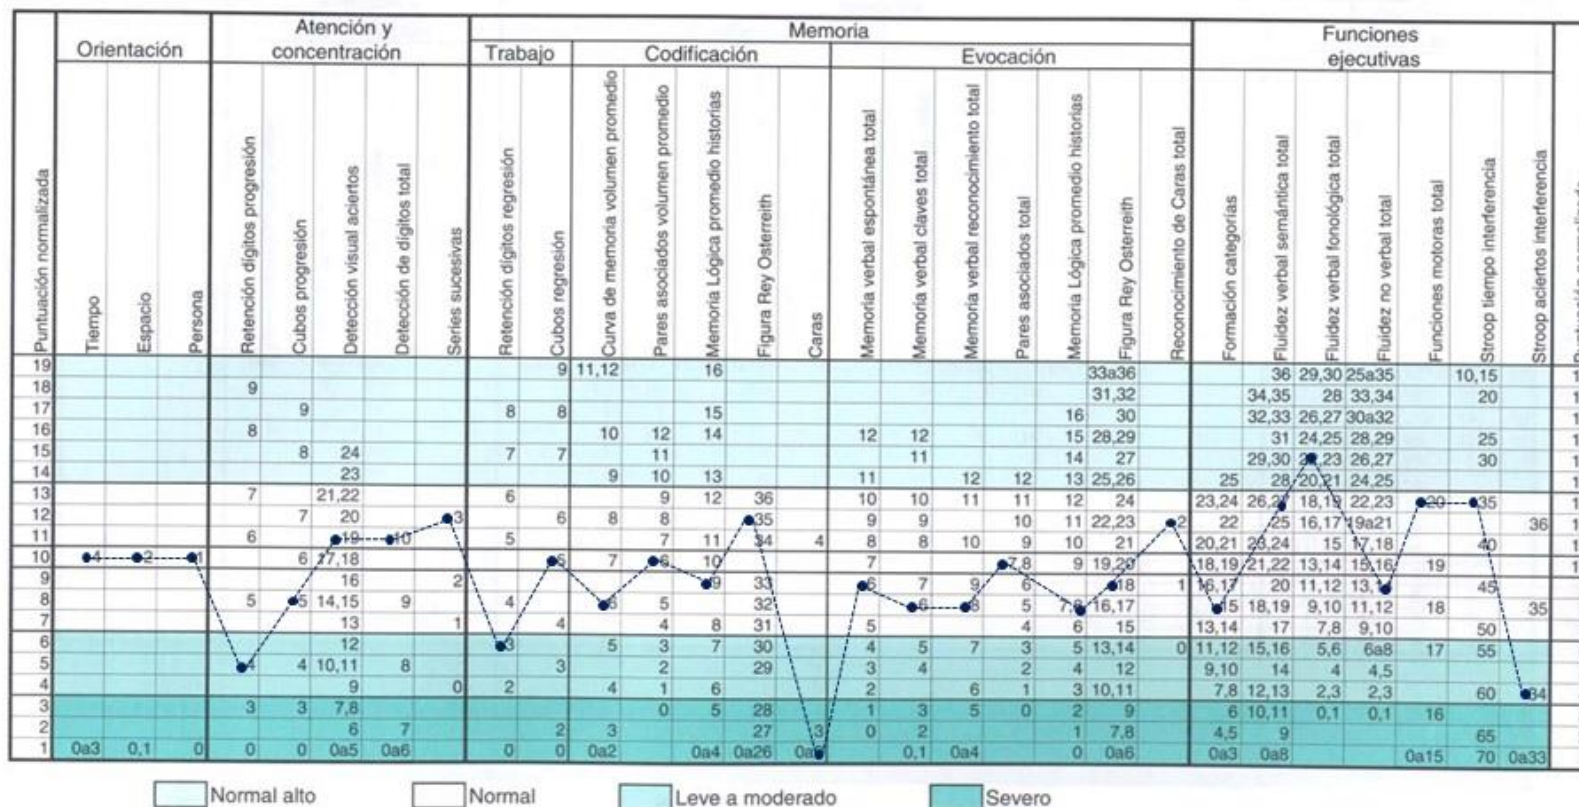 Orientación
Atención y concentración
Memoria
Funciones ejecutivas
Trabajo
Codificación
Evocación
Puntuación normalizada
Tiempo
Espacio
Persona
Retención dígitos progresión
Cubos progresión
Detección visual aciertos
Detección de dígitos total
Series sucesivas
Retención dígitos regresión
Cubos regresión
Curva de memoria volumen promedio
Pares asociados volumen promedio
Memoria Lógica promedio historias
Figura Rey Osterreith
Caras
Memoria verbal espontánea total
Memoria verbal claves total
Memoria verbal reconocimiento total
Pares asociados total
Memoria Lógica promedio historias
Figura Rey Osterreith
Reconocimiento de Caras total
Formación categorías
Fluidez verbal semántica total
Fluidez verbal fonológica total
Fluidez no verbal total
Funciones motoras total
Stroop tiempo interferencia
Stroop aciertos interferencia
19 9 11,12 16 33a36 36 29,30 25a35 10,15
18 9 31,32 34,35 28 33,34 20
17 9 8 8 15 16 30 32,33 26,27 30a32
16 8 10 12 14 12 12 15 28,29 31 24,25 28,29 25
15 8 24 7 7 11 11 14 27 29,30 23 26,27 30
14 23 9 10 13 11 12 12 13 25,26 25 28 20,21 24,25
13 7 21,22 6 9 12 36 10 10 11 11 12 24 23,24 18,19 22,23 20 35
12 7 20 3 6 8 8 35 9 9 10 11 22,23 2 22 25 16,17 19a21 36
11 6 19 10 5 7 11 34 4 8 8 10 9 10 21 20,21 23,24 15 17,18 40
10 4 2 1 6 17,18 5 7 6 10 7 7,8 9 19,20 18,19 21,22 13,14 15,16 19
9 16 2 9 33 6 7 9 6 18 1 16,17 20 11,12 45
8 5 5 14,15 9 4 6 5 32 6 8 5 16,17 15 18,19 9,10 11,12 18 35
7 13 1 4 4 8 31 5 4 6 15 13,14 17 7,8 9,10 50
6 12 3 5 3 7 30 4 5 7 3 5 13,14 0 11,12 15,16 5,6 6a8 17 55
5 4 4 10,11 8 3 2 29 3 4 2 4 12 9,10 14 4 4,5
4 9 0 2 4 1 6 2 6 1 3 10,11 7,8 12,13 2,3 2,3 60 34
3 3 3 7,8 0 5 28 1 3 5 0 2 9 6 10,11 0,1 0,1 16
2 6 7 2 3 27 3 0 2 1 7,8 4,5 9 65
1 0a3 0,1 0 0 0 0a5 0a6 0 0 0a2 0a4 0a26 0,1 0a4 0 0a6 0a3 0a8 0a15 70 0a33
Normal alto
Normal
Leve a moderado
Severo